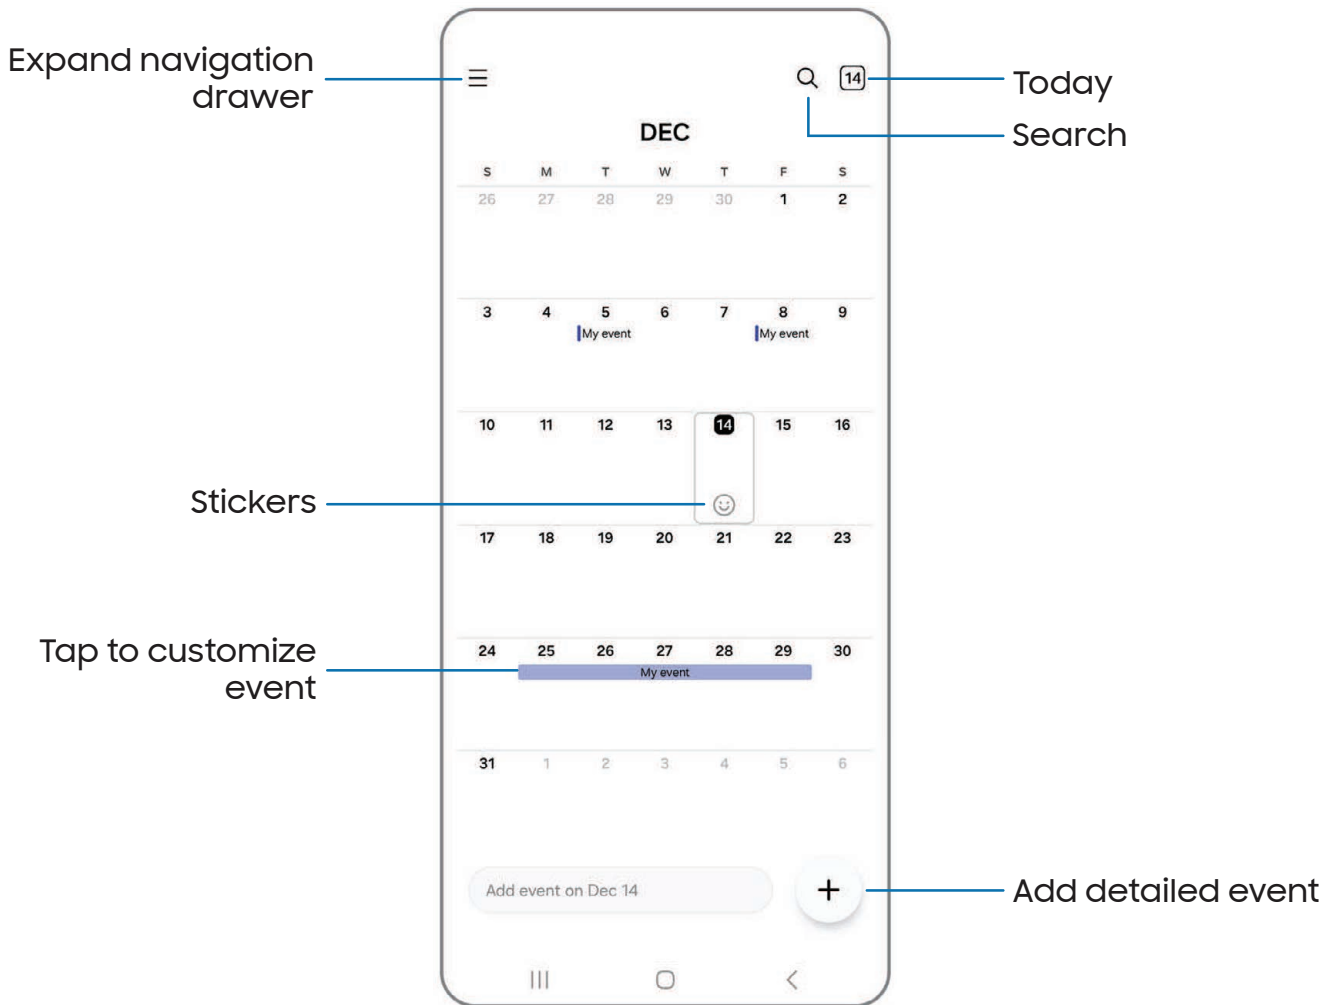 Expand navigation
drawer
14
Today
Search
DEC
S M T W T F S
26 27 28 29 30 1 2
3 4 5 6 7 8 9
My event My event
10 11 12 13 14 15 16
Stickers
17 18 19 20 21 22 23
Tap to customize
event
24 25 26 27 28 29 30
My event
31 1 2 3 4 5 6
Add event on Dec 14
Add detailed event